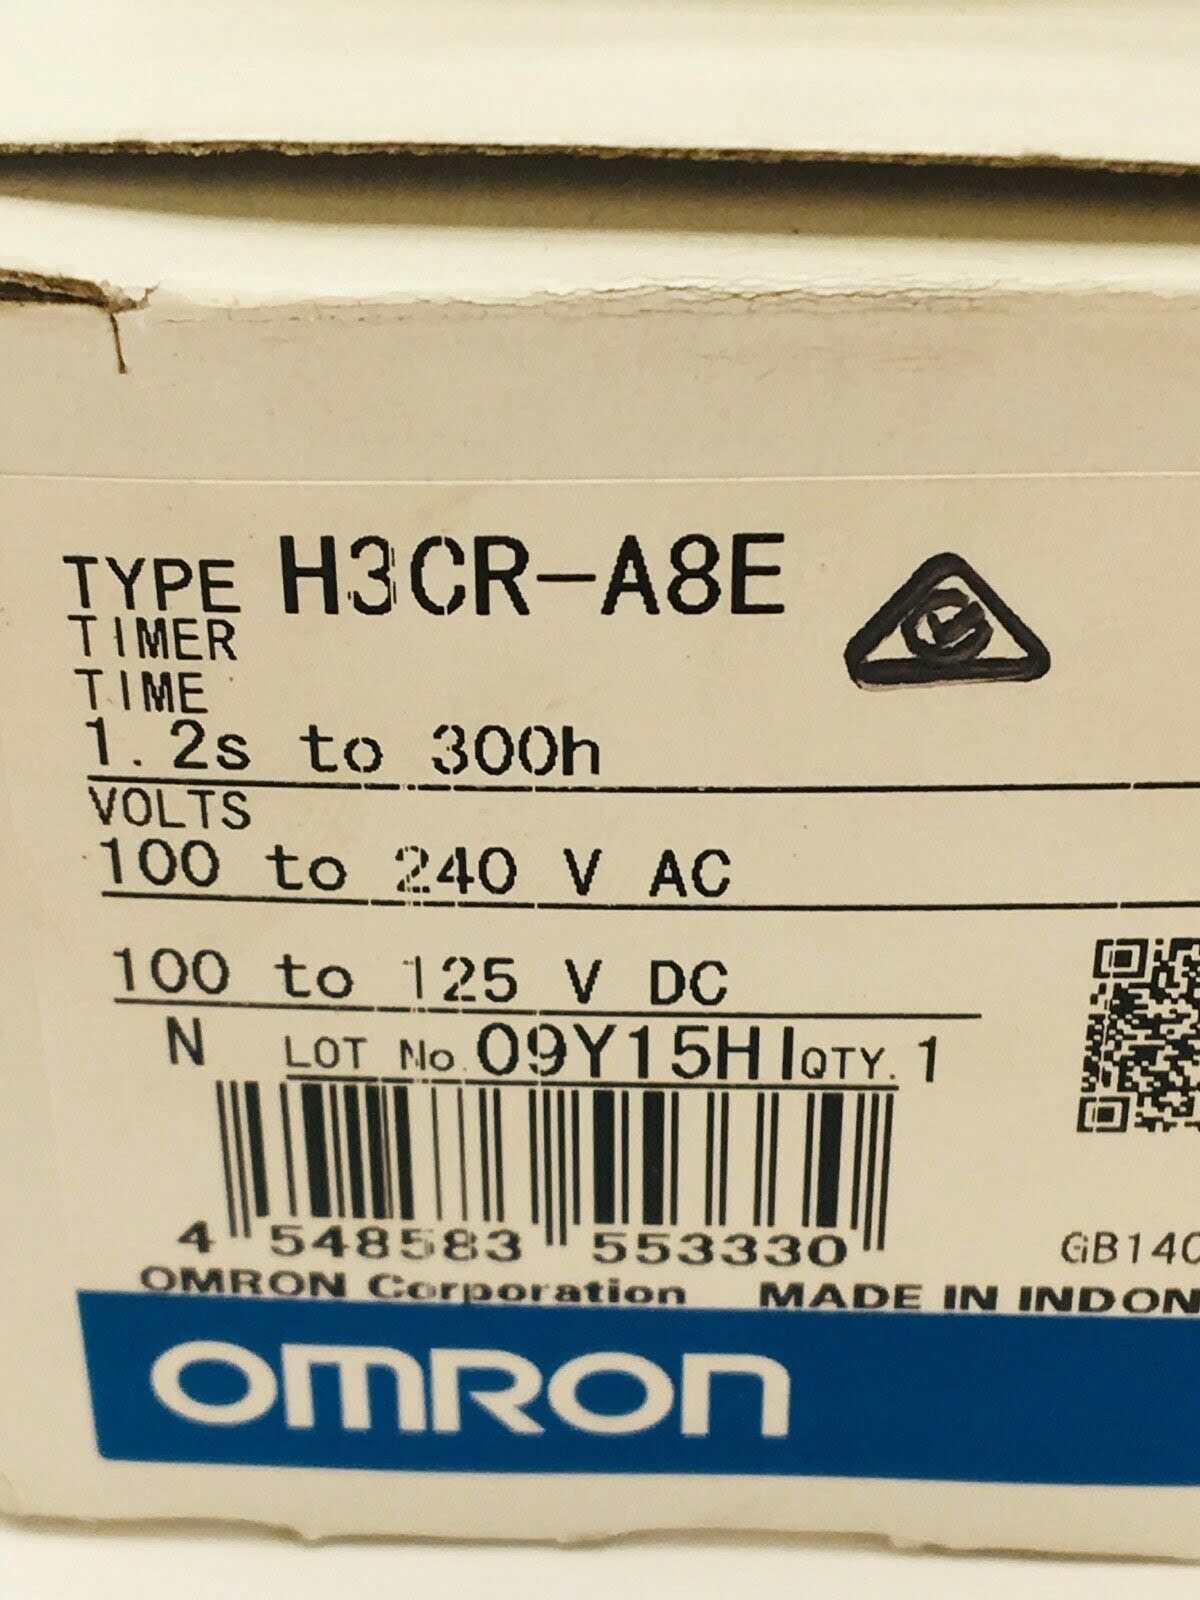 TYPE H3CR-A8E
TIMER
TIME
1.2s to 300h
VOLTS
100 to 240 V AC
100 to 125 V DC
N LOT No. 09Y15HI QTY. 1
4 548583 553330
GB140
OMRON Corporation MADE IN INDON
OMRON